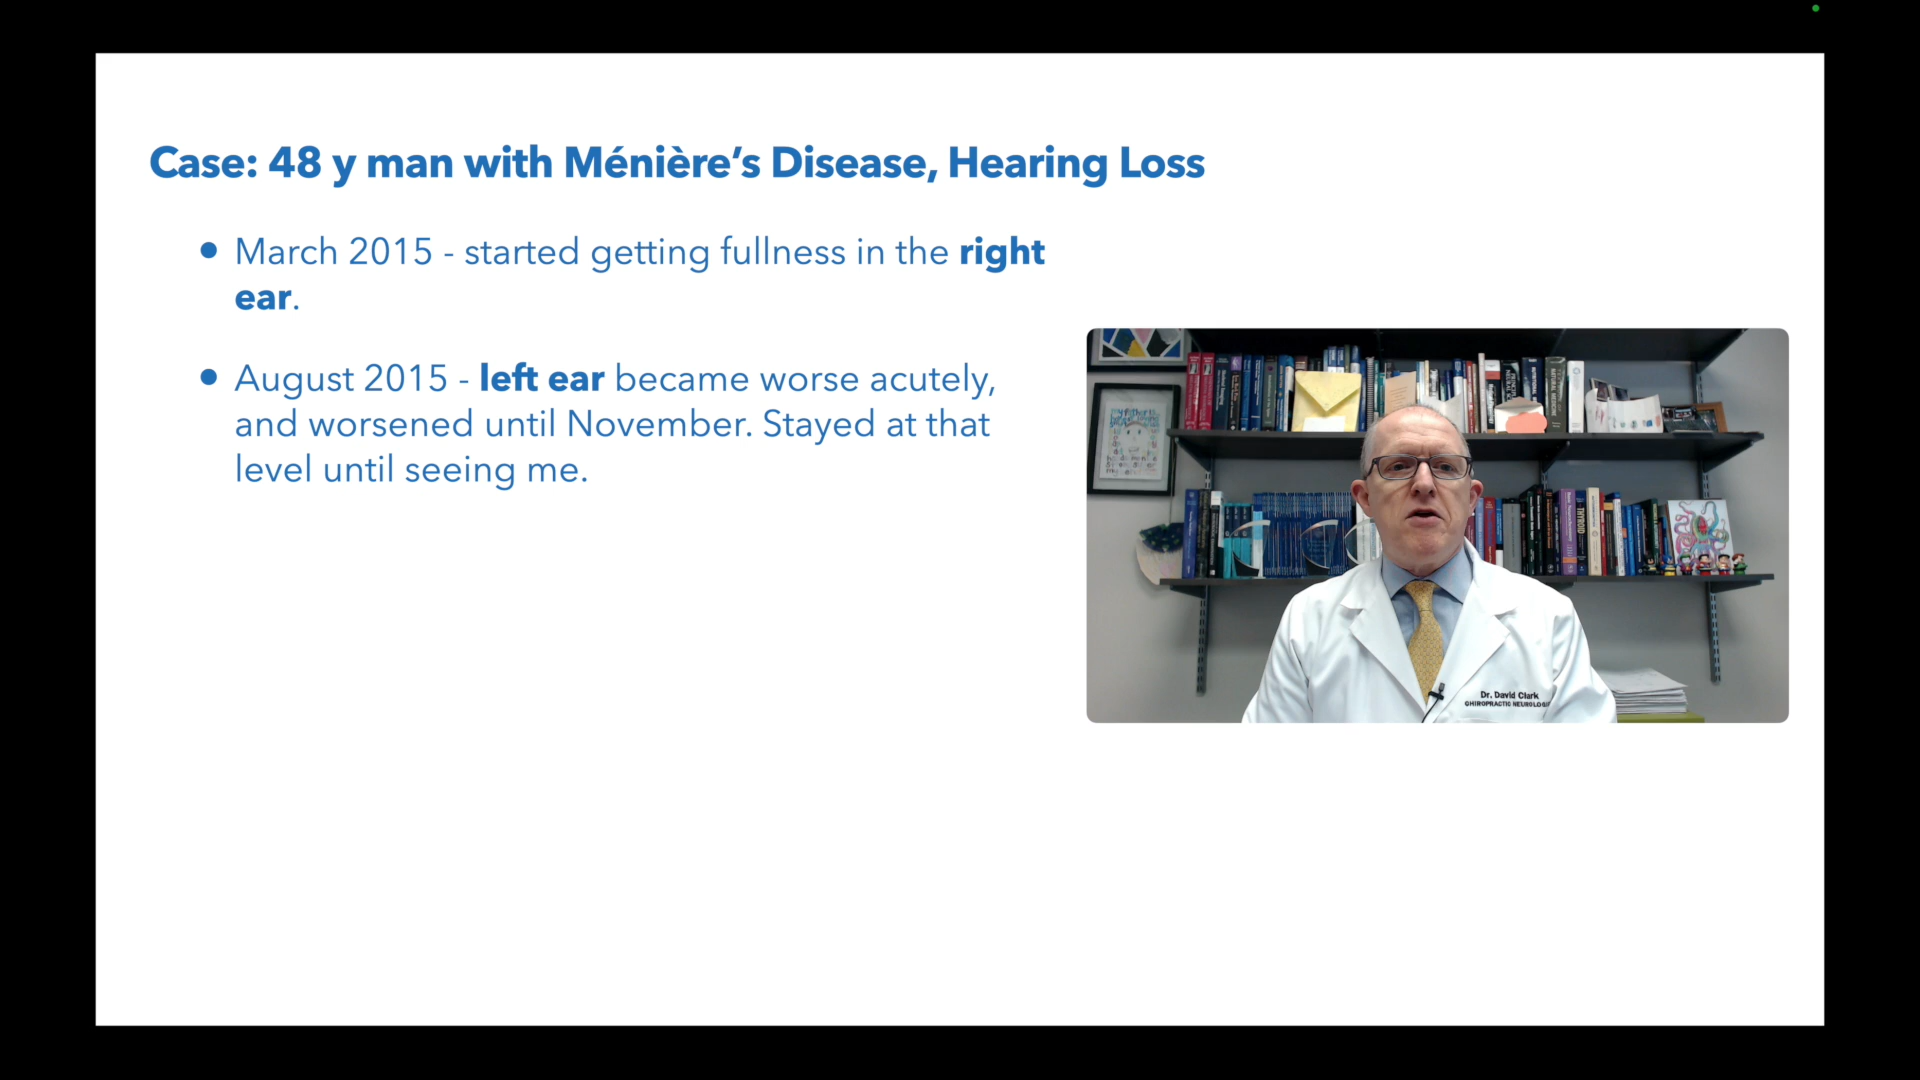 Case: 48 y man with Ménière’s Disease, Hearing Loss
• March 2015 - started getting fullness in the right
ear.
• August 2015 - left ear became worse acutely,
and worsened until November. Stayed at that
level until seeing me.
THYROID
Dr. David Clark
CHIROPRACTIC